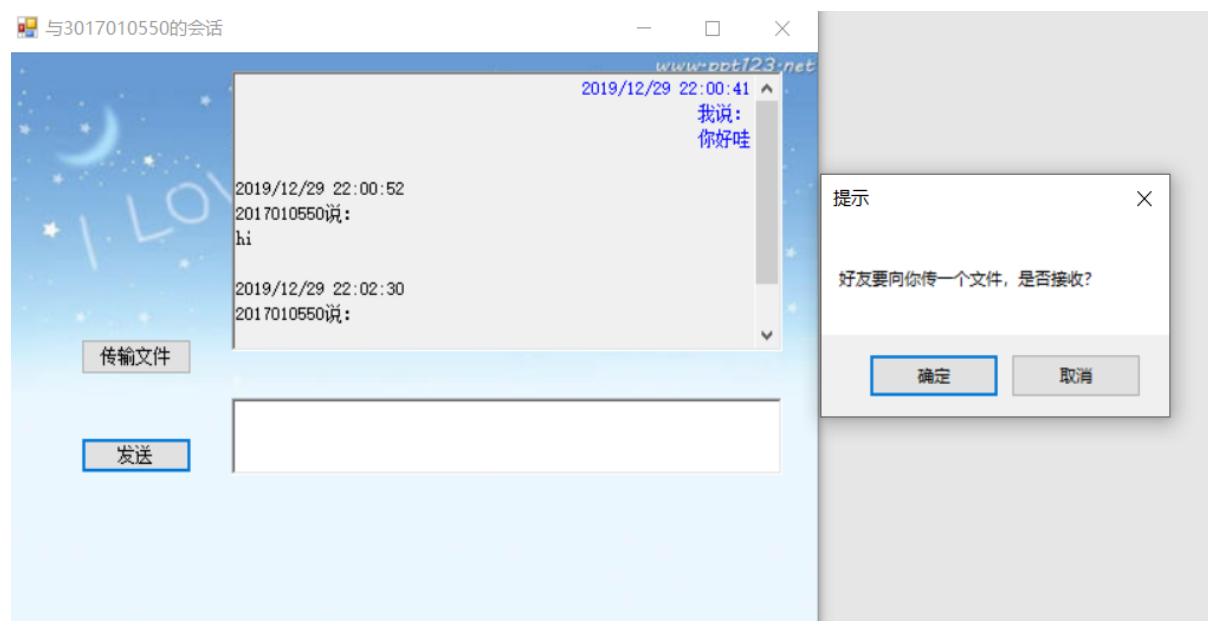 与3017010550的会话
www.ppt123.net
2019/12/29 22:00:41
我说:
你好哇
2019/12/29 22:00:52
2017010550说:
hi
2019/12/29 22:02:30
2017010550说:
I LO
传输文件
发送
提示
好友要向你传一个文件，是否接收?
确定
取消